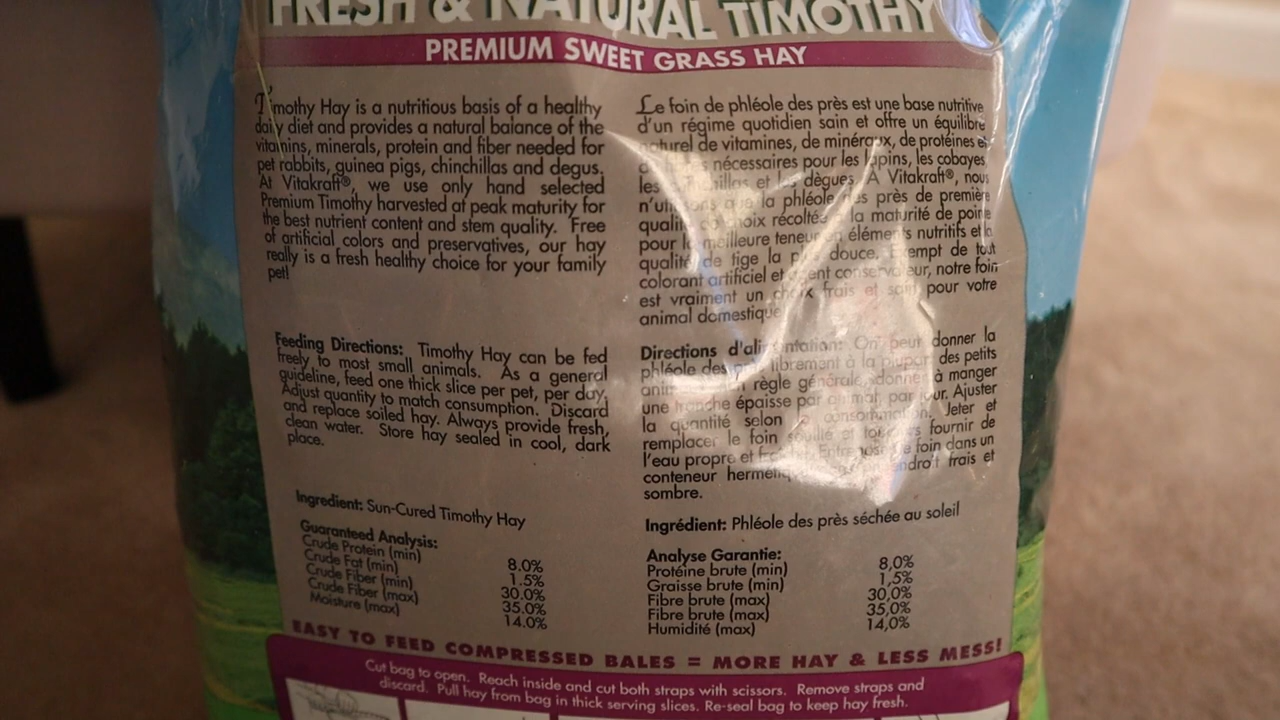 FRESH & NATURAL TIMOTHY
PREMIUM SWEET GRASS HAY
Timothy Hay is a nutritious basis of a healthy
daily diet and provides a natural balance of the
vitamins, minerals, protein and fiber needed for
pet rabbits, guinea pigs, chinchillas and degus.
At Vitakraft®, we use only hand selected
Premium Timothy harvested at peak maturity for
the best nutrient content and stem quality. Free
of artificial colors and preservatives, our hay
really is a fresh healthy choice for your family
pet!
Feeding Directions: Timothy Hay can be fed
freely to most small animals. As a general
guideline, feed one thick slice per pet, per day.
Adjust quantity to match consumption. Discard
and replace soiled hay. Always provide fresh,
clean water. Store hay sealed in cool, dark
place.
Ingredient: Sun-Cured Timothy Hay
Guaranteed Analysis:
Crude Protein (min) 8.0%
Crude Fat (min) 1.5%
Crude Fiber (min) 30.0%
Crude Fiber (max) 35.0%
Moisture (max) 14.0%
Le foin de phléole des près est une base nutritive
d'un régime quotidien sain et offre un équilibre
naturel de vitamines, de minéraux, de protéines et
nécessaires pour les lapins, les cobayes,
les chinchillas et les dègues. A Vitakraft®, nous
n'utilisons que la phléole des près de première
qualité de choix récoltée à la maturité de pointe
pour la meilleure teneur en éléments nutritifs et la
qualité de tige la plus douce. Exempt de tout
colorant artificiel et agent conservateur, notre foin
est vraiment un choix frais et sain pour votre
animal domestique
Directions d'alimentation: On peut donner la
phléole des près librement à la plupart des petits
règle générale, donner à manger
une tranche épaisse par animal, par jour. Ajuster
la quantité selon la consommation. Jeter et
remplacer le foin souillé et toujours fournir de
l'eau propre et foin dans un
conteneur endroit frais et
sombre.
Ingrédient: Phléole des près séchée au soleil
Analyse Garantie:
Protéine brute (min) 8,0%
Graisse brute (min) 1,5%
Fibre brute (max) 30,0%
Fibre brute (max) 35,0%
Humidité (max) 14,0%
EASY TO FEED COMPRESSED BALES = MORE HAY & LESS MESS!
Cut bag to open. Reach inside and cut both straps with scissors. Remove straps and
discard. Pull hay from bag in thick serving slices. Re-seal bag to keep hay fresh.